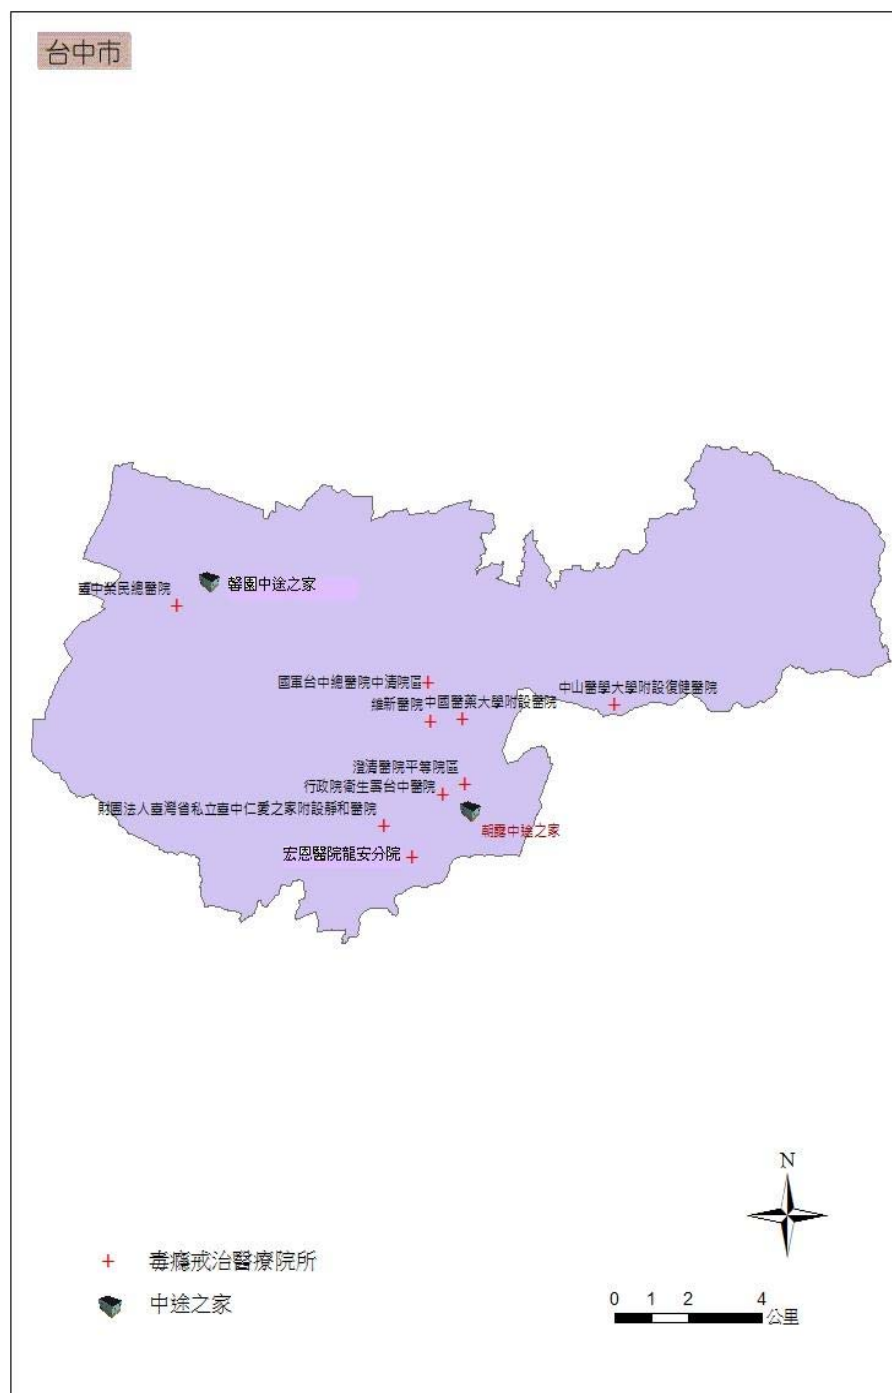 台中市
馨園中途之家
臺中榮民總醫院
國軍台中總醫院中清院區
中山醫學大學附設復健醫院
維新醫院
中國醫藥大學附設醫院
澄清醫院平等院區
行政院衛生署台中醫院
財團法人臺灣省私立臺中仁愛之家附設靜和醫院
朝露中途之家
宏恩醫院龍安分院
N
毒癮戒治醫療院所
中途之家
0 1 2 4
公里